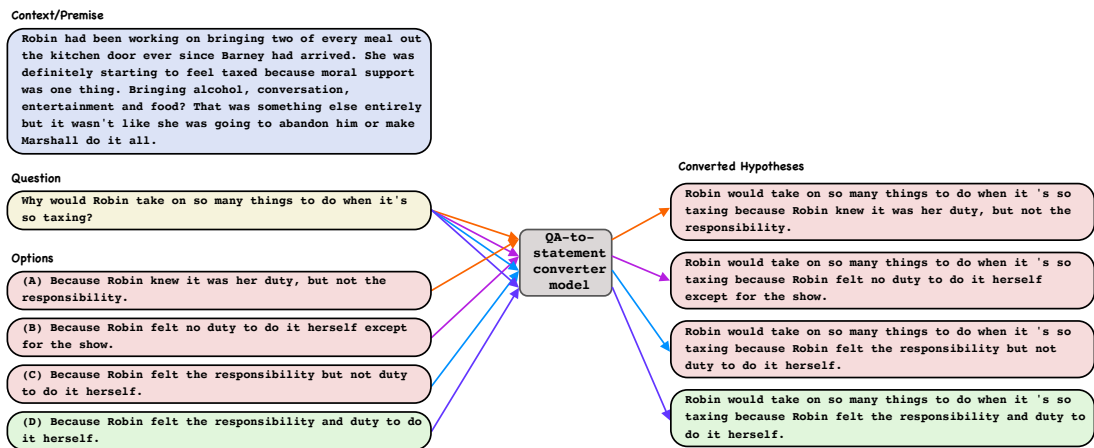 Context/Premise
Robin had been working on bringing two of every meal out
the kitchen door ever since Barney had arrived. She was
definitely starting to feel taxed because moral support
was one thing. Bringing alcohol, conversation,
entertainment and food? That was something else entirely
but it wasn't like she was going to abandon him or make
Marshall do it all.
Question
Why would Robin take on so many things to do when it's
so taxing?
Options
(A) Because Robin knew it was her duty, but not the
responsibility.
(B) Because Robin felt no duty to do it herself except
for the show.
(C) Because Robin felt the responsibility but not duty
to do it herself.
(D) Because Robin felt the responsibility and duty to do
it herself.
QA-to-
statement
converter
model
Converted Hypotheses
Robin would take on so many things to do when it 's so
taxing because Robin knew it was her duty, but not the
responsibility.
Robin would take on so many things to do when it 's so
taxing because Robin felt no duty to do it herself
except for the show.
Robin would take on so many things to do when it 's so
taxing because Robin felt the responsibility but not
duty to do it herself.
Robin would take on so many things to do when it 's so
taxing because Robin felt the responsibility and duty to
do it herself.